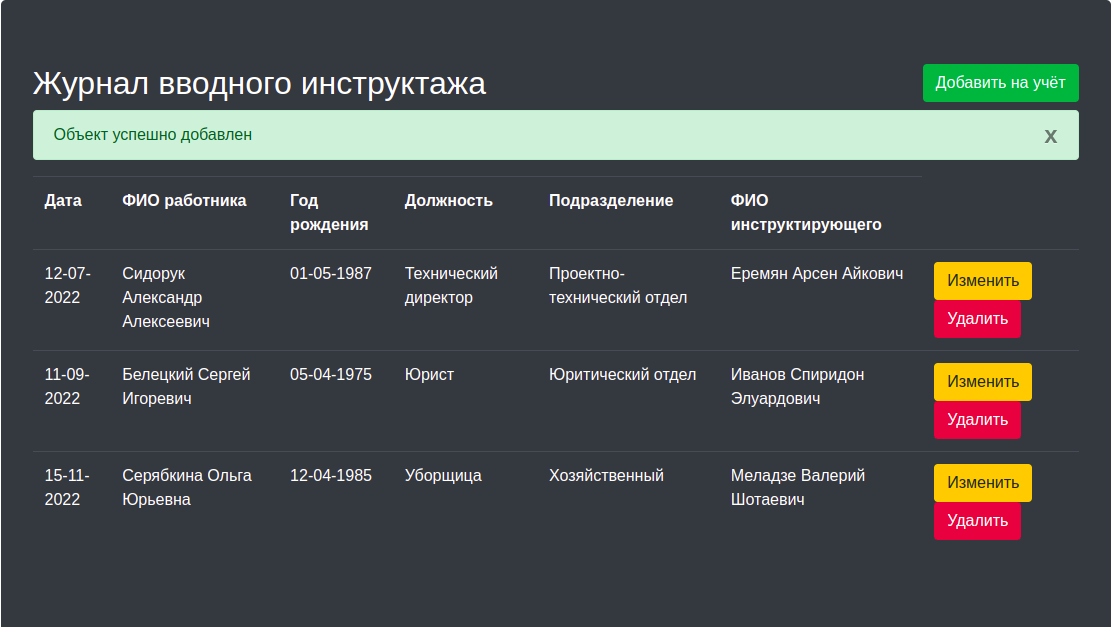 Журнал вводного инструктажа
Добавить на учёт
Объект успешно добавлен
x
Дата ФИО работника Год Должность Подразделение ФИО
рождения инструктирующего
12-07- Сидорук 01-05-1987 Технический Проектно- Еремян Арсен Айкович Изменить
2022 Александр директор технический отдел
Алексеевич Удалить
11-09- Белецкий Сергей 05-04-1975 Юрист Юритический отдел Иванов Спиридон Изменить
2022 Игоревич Элуардович
Удалить
15-11- Серябкина Ольга 12-04-1985 Уборщица Хозяйственный Меладзе Валерий Изменить
2022 Юрьевна Шотаевич
Удалить